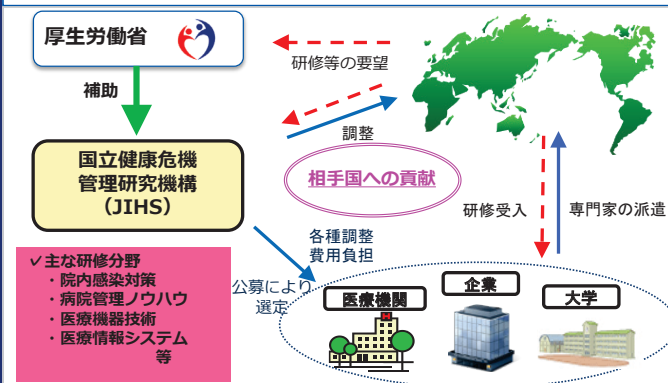 厚生労働省
研修等の要望
補助
調整
国立健康危機
管理研究機構
（JIHS）
相手国への貢献
研修受入
専門家の派遣
各種調整
費用負担
✓主な研修分野
・院内感染対策
・病院管理ノウハウ
・医療機器技術
・医療情報システム
等
公募により
選定
医療機関
企業
大学